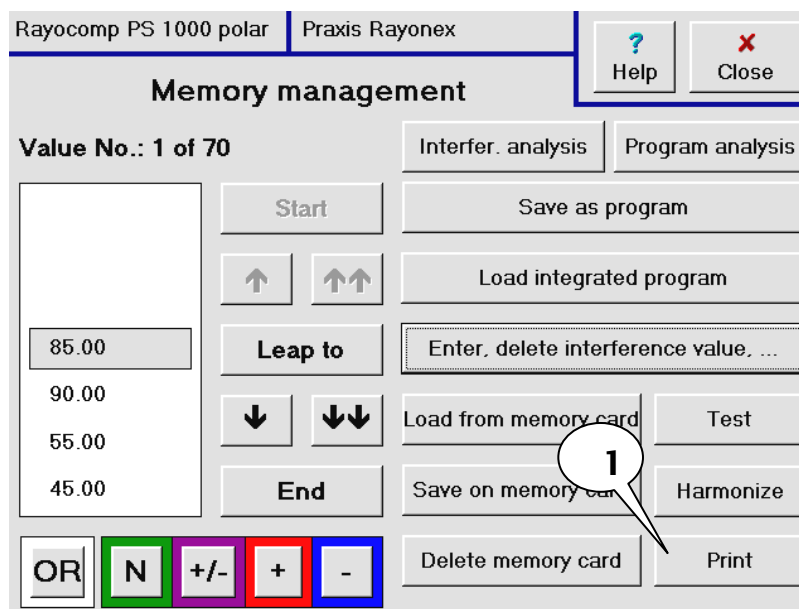 Rayocomp PS 1000 polar
Praxis Rayonex
? Help
X Close
Memory management
Value No.: 1 of 70
Interfer. analysis
Program analysis
Start
Save as program
Load integrated program
85.00
Leap to
Enter, delete interference value, ...
90.00
Load from memory card
Test
55.00
1
45.00
End
Save on memory
Harmonize
OR
N
+/-
+
-
Delete memory card
Print